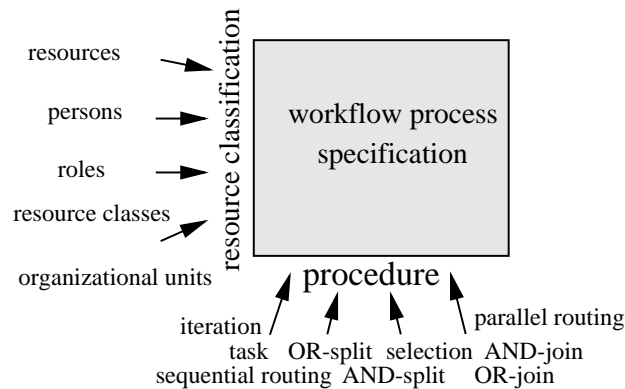 resources
persons
roles
resource classes
organizational units
resource classification
workflow process
specification
procedure
iteration
parallel routing
task OR-split selection AND-join
sequential routing AND-split OR-join